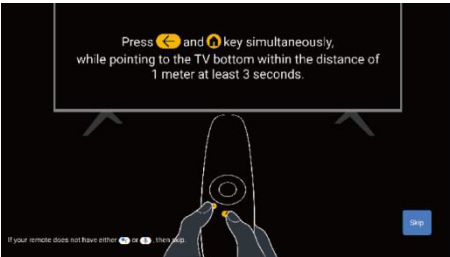 Press and key simultaneously,
while pointing to the TV bottom within the distance of
1 meter at least 3 seconds.
Skip
If your remote does not have either or , then skip.